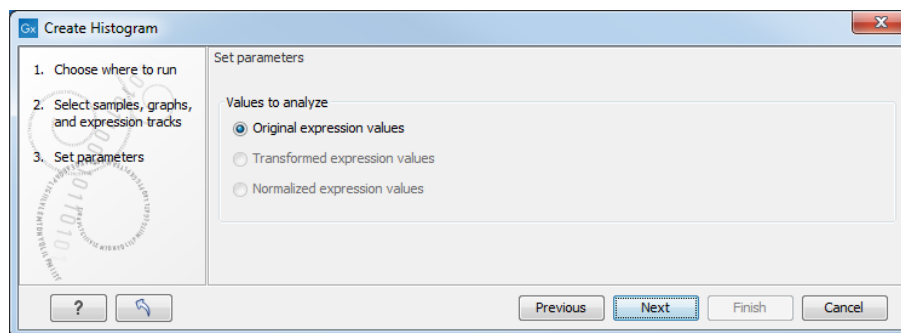 Gx Create Histogram
1. Choose where to run
2. Select samples, graphs,
and expression tracks
3. Set parameters
Set parameters
Values to analyze
Original expression values
Transformed expression values
Normalized expression values
?
Previous
Next
Finish
Cancel